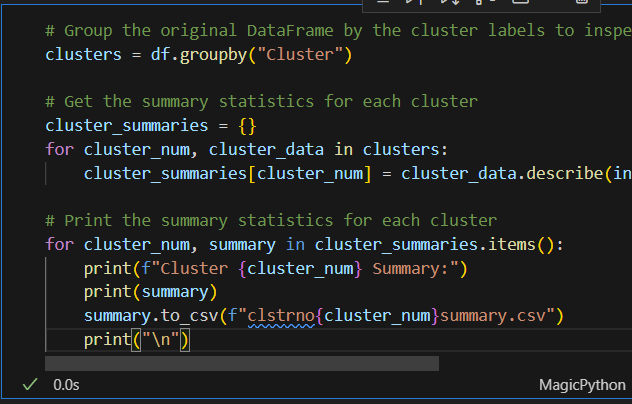 # Group the original DataFrame by the cluster labels to inspe
clusters = df.groupby("Cluster")
# Get the summary statistics for each cluster
cluster_summaries = {}
for cluster_num, cluster_data in clusters:
    cluster_summaries[cluster_num] = cluster_data.describe(in
# Print the summary statistics for each cluster
for cluster_num, summary in cluster_summaries.items():
    print(f"Cluster {cluster_num} Summary:")
    print(summary)
    summary.to_csv(f"clstrno{cluster_num}summary.csv")
    print("\n")
0.0s
MagicPython